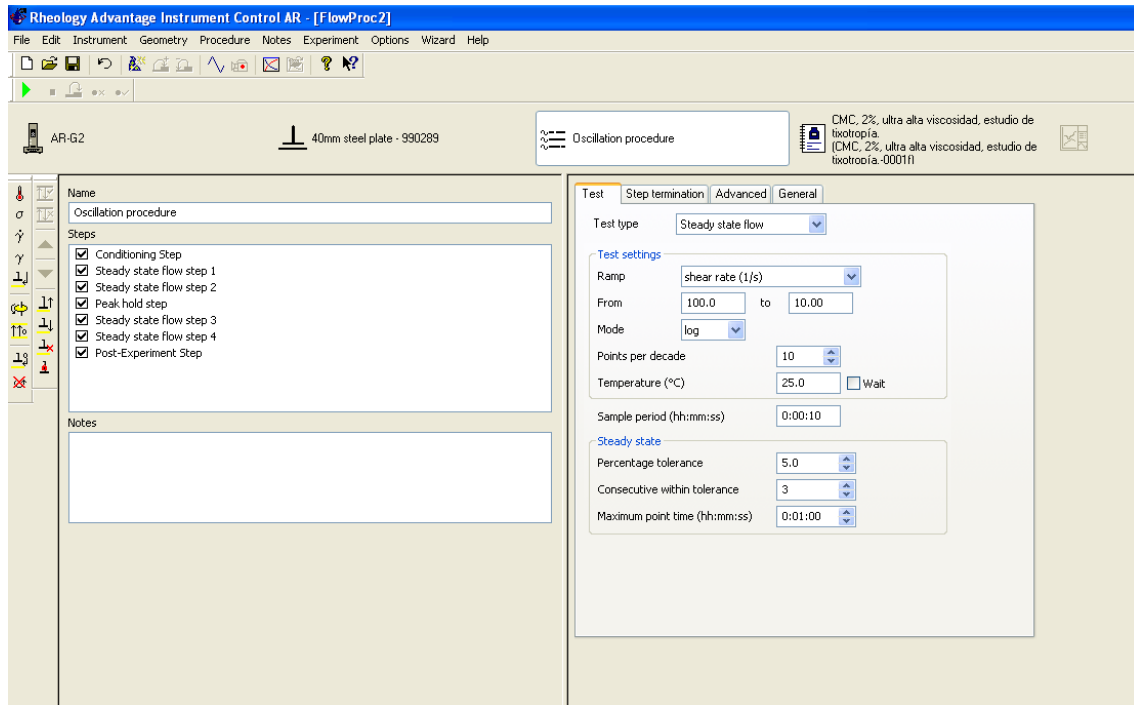 Rheology Advantage Instrument Control AR - [FlowProc2]
File Edit Instrument Geometry Procedure Notes Experiment Options Wizard Help
AR-G2
40mm steel plate - 990289
Oscillation procedure
CMC, 2%, ultra alta viscosidad, estudio de
tixotropía.
(CMC, 2%, ultra alta viscosidad, estudio de
tixotropía.-0001f)
Name
Oscillation procedure
Steps
Conditioning Step
Steady state flow step 1
Steady state flow step 2
Peak hold step
Steady state flow step 3
Steady state flow step 4
Post-Experiment Step
Notes
Test Step termination Advanced General
Test type Steady state flow
Test settings
Ramp shear rate (1/s)
From 100.0 to 10.00
Mode log
Points per decade 10
Temperature (°C) 25.0 Wait
Sample period (hh:mm:ss) 0:00:10
Steady state
Percentage tolerance 5.0
Consecutive within tolerance 3
Maximum point time (hh:mm:ss) 0:01:00